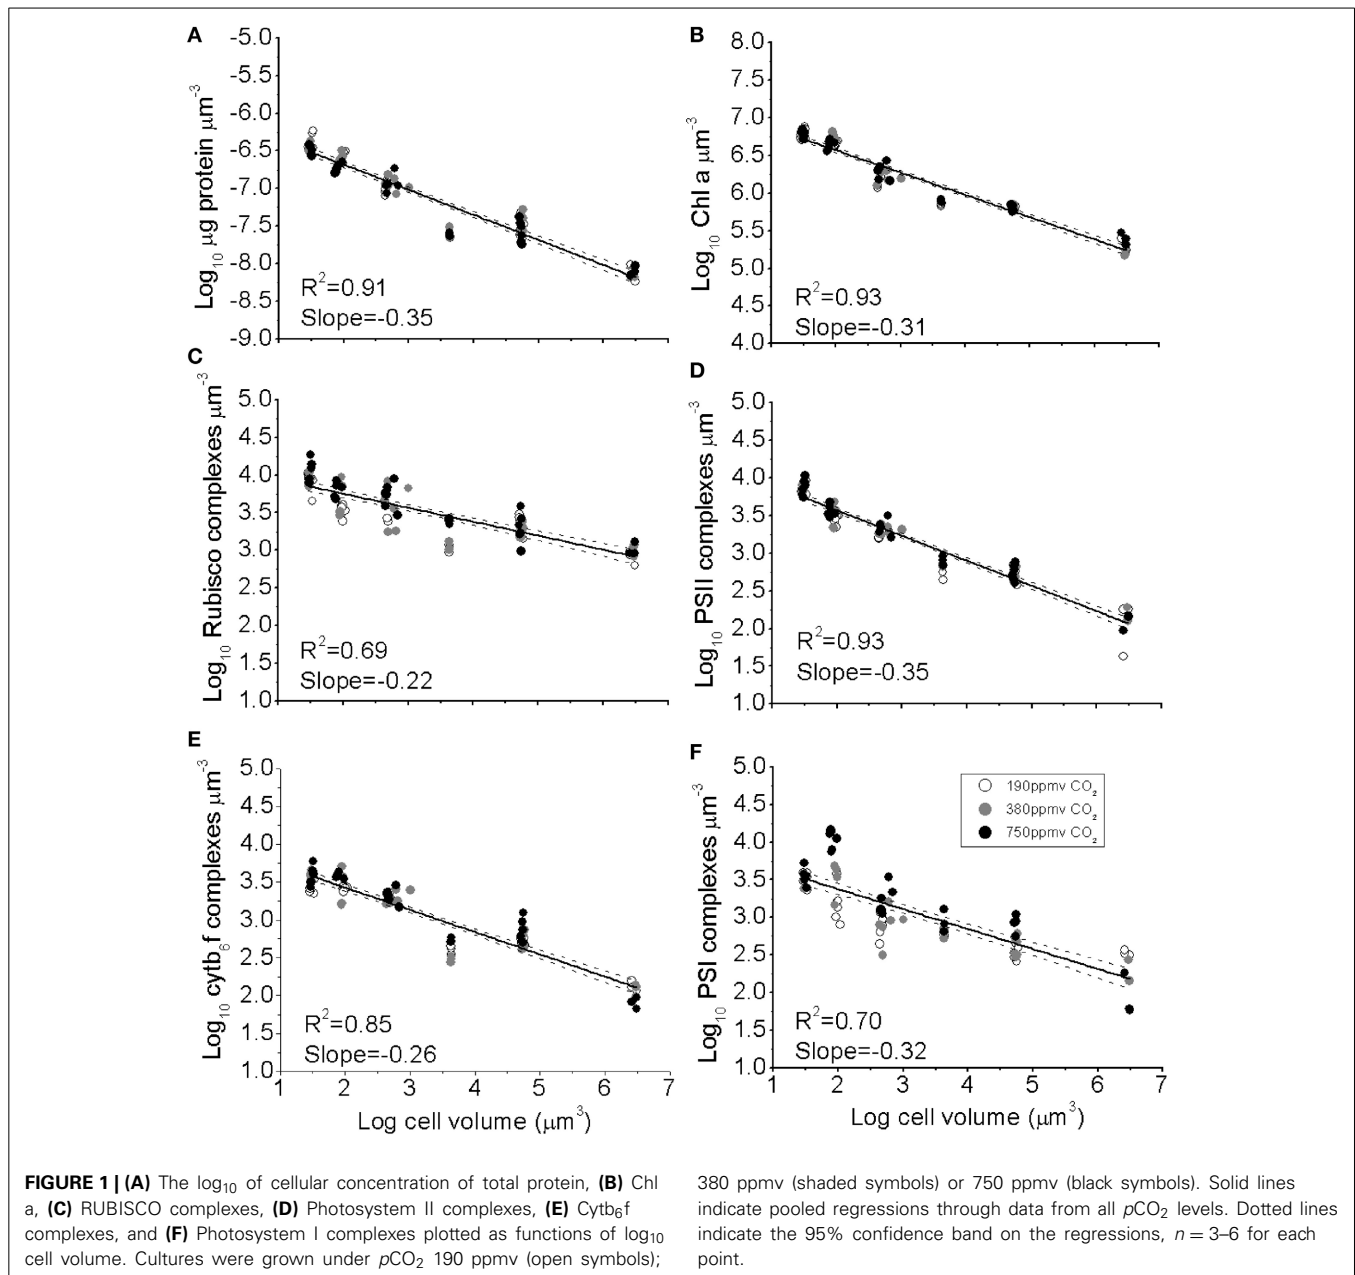 A
-5.0
-5.5
-6.0
-6.5
-7.0
-7.5
-8.0
-8.5
-9.0
Log10 μg protein μm-3
R2=0.91
Slope=-0.35
B
8.0
7.5
7.0
6.5
6.0
5.5
5.0
4.5
4.0
Log10 Chl a μm-3
R2=0.93
Slope=-0.31
C
5.0
4.5
4.0
3.5
3.0
2.5
2.0
1.5
1.0
Log10 Rubisco complexes μm-3
R2=0.69
Slope=-0.22
D
5.0
4.5
4.0
3.5
3.0
2.5
2.0
1.5
1.0
Log10 PSII complexes μm-3
R2=0.93
Slope=-0.35
E
5.0
4.5
4.0
3.5
3.0
2.5
2.0
1.5
1.0
Log10 cytb6f complexes μm-3
R2=0.85
Slope=-0.26
1 2 3 4 5 6 7
Log cell volume (μm3)
F
5.0
4.5
4.0
3.5
3.0
2.5
2.0
1.5
1.0
Log10 PSI complexes μm-3
190ppmv CO2
380ppmv CO2
750ppmv CO2
R2=0.70
Slope=-0.32
1 2 3 4 5 6 7
Log cell volume (μm3)
FIGURE 1 | (A) The log10 of cellular concentration of total protein, (B) Chl
a, (C) RUBISCO complexes, (D) Photosystem II complexes, (E) Cytb6f
complexes, and (F) Photosystem I complexes plotted as functions of log10
cell volume. Cultures were grown under pCO2 190 ppmv (open symbols);
380 ppmv (shaded symbols) or 750 ppmv (black symbols). Solid lines
indicate pooled regressions through data from all pCO2 levels. Dotted lines
indicate the 95% confidence band on the regressions, n = 3–6 for each
point.